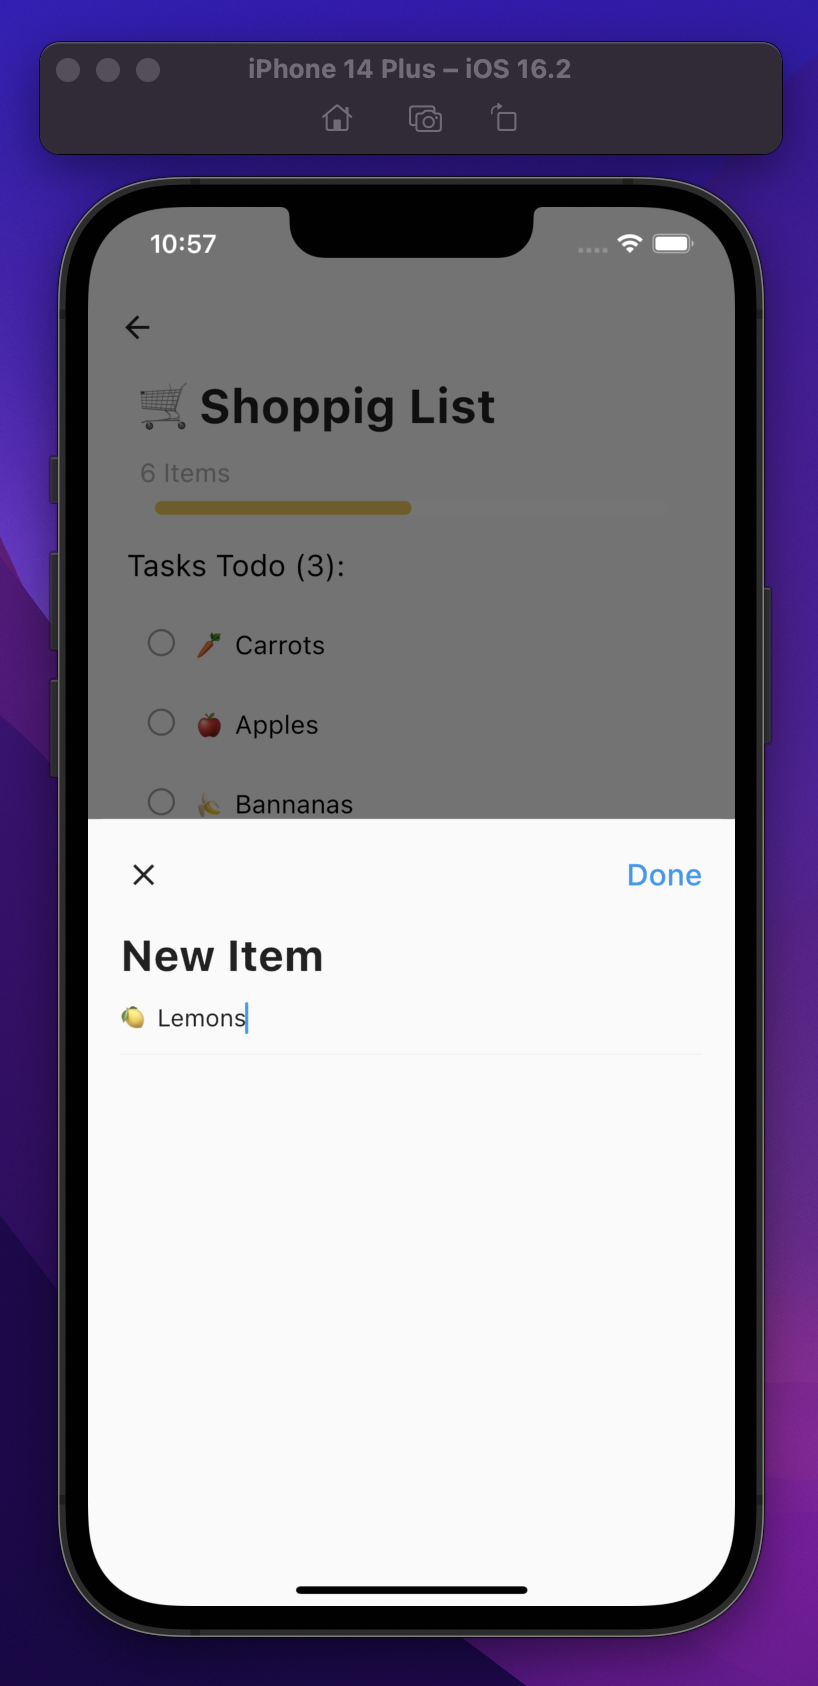 iPhone 14 Plus – iOS 16.2
10:57
🛒 Shoppig List
6 Items
Tasks Todo (3):
🥕 Carrots
🍎 Apples
🍌 Bannanas
Done
New Item
🍋 Lemons